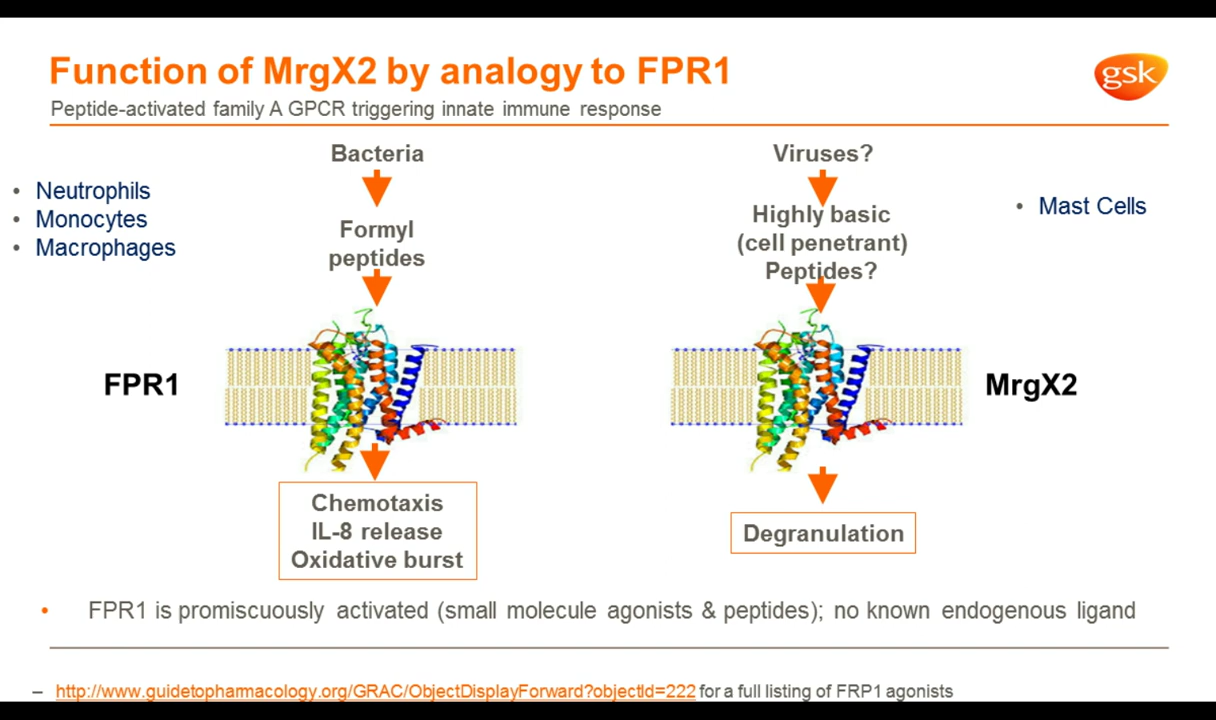 Function of MrgX2 by analogy to FPR1
gsk
Peptide-activated family A GPCR triggering innate immune response
• Neutrophils
• Monocytes
• Macrophages
Bacteria
Formyl
peptides
FPR1
Chemotaxis
IL-8 release
Oxidative burst
Viruses?
Highly basic
(cell penetrant)
Peptides?
• Mast Cells
MrgX2
Degranulation
• FPR1 is promiscuously activated (small molecule agonists & peptides); no known endogenous ligand
– http://www.guidetopharmacology.org/GRAC/ObjectDisplayForward?objectId=222 for a full listing of FRP1 agonists